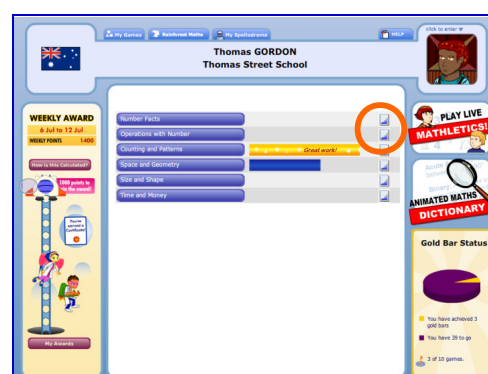 My Games
Rainforest Maths
My Spellodrome
HELP
click to enter
Thomas GORDON
Thomas Street School
WEEKLY AWARD
6 Jul to 12 Jul
WEEKLY POINTS 1400
How is this Calculated?
1000 points to
the award!
You've
earned a
Certificate!
My Awards
Number Facts
Operations with Number
Counting and Patterns
Great work!
Space and Geometry
Size and Shape
Time and Money
PLAY LIVE
MATHLETICS!
Acute
Binary
ANIMATED MATHS
DICTIONARY
Gold Bar Status
You have achieved 3
gold bars
You have 39 to go
3 of 10 games.